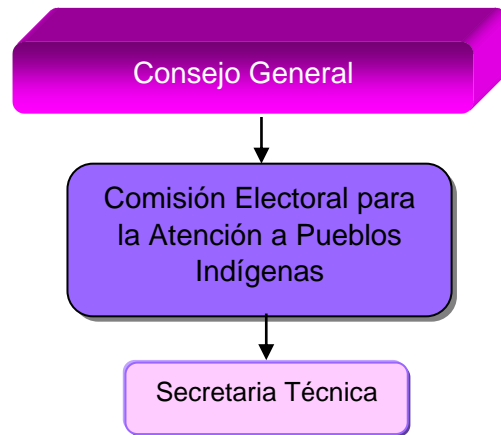 Consejo General
Comisión Electoral para
la Atención a Pueblos
Indígenas
Secretaria Técnica